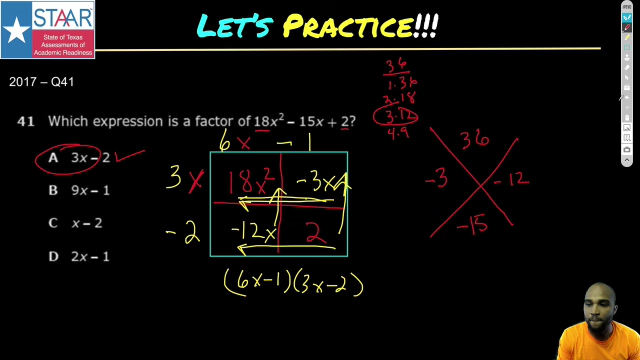 STAAR
State of Texas
Assessments of
Academic Readiness
LET'S PRACTICE!!!
2017 – Q41
41 Which expression is a factor of 18x² – 15x + 2?
A 3x – 2 ✓
B 9x – 1
C x – 2
D 2x – 1
6x – 1
3x 18x² -3x
-2 -12x 2
(6x-1)(3x-2)
36
1·36
2·18
3·12
4·9
36
-3 -12
-15